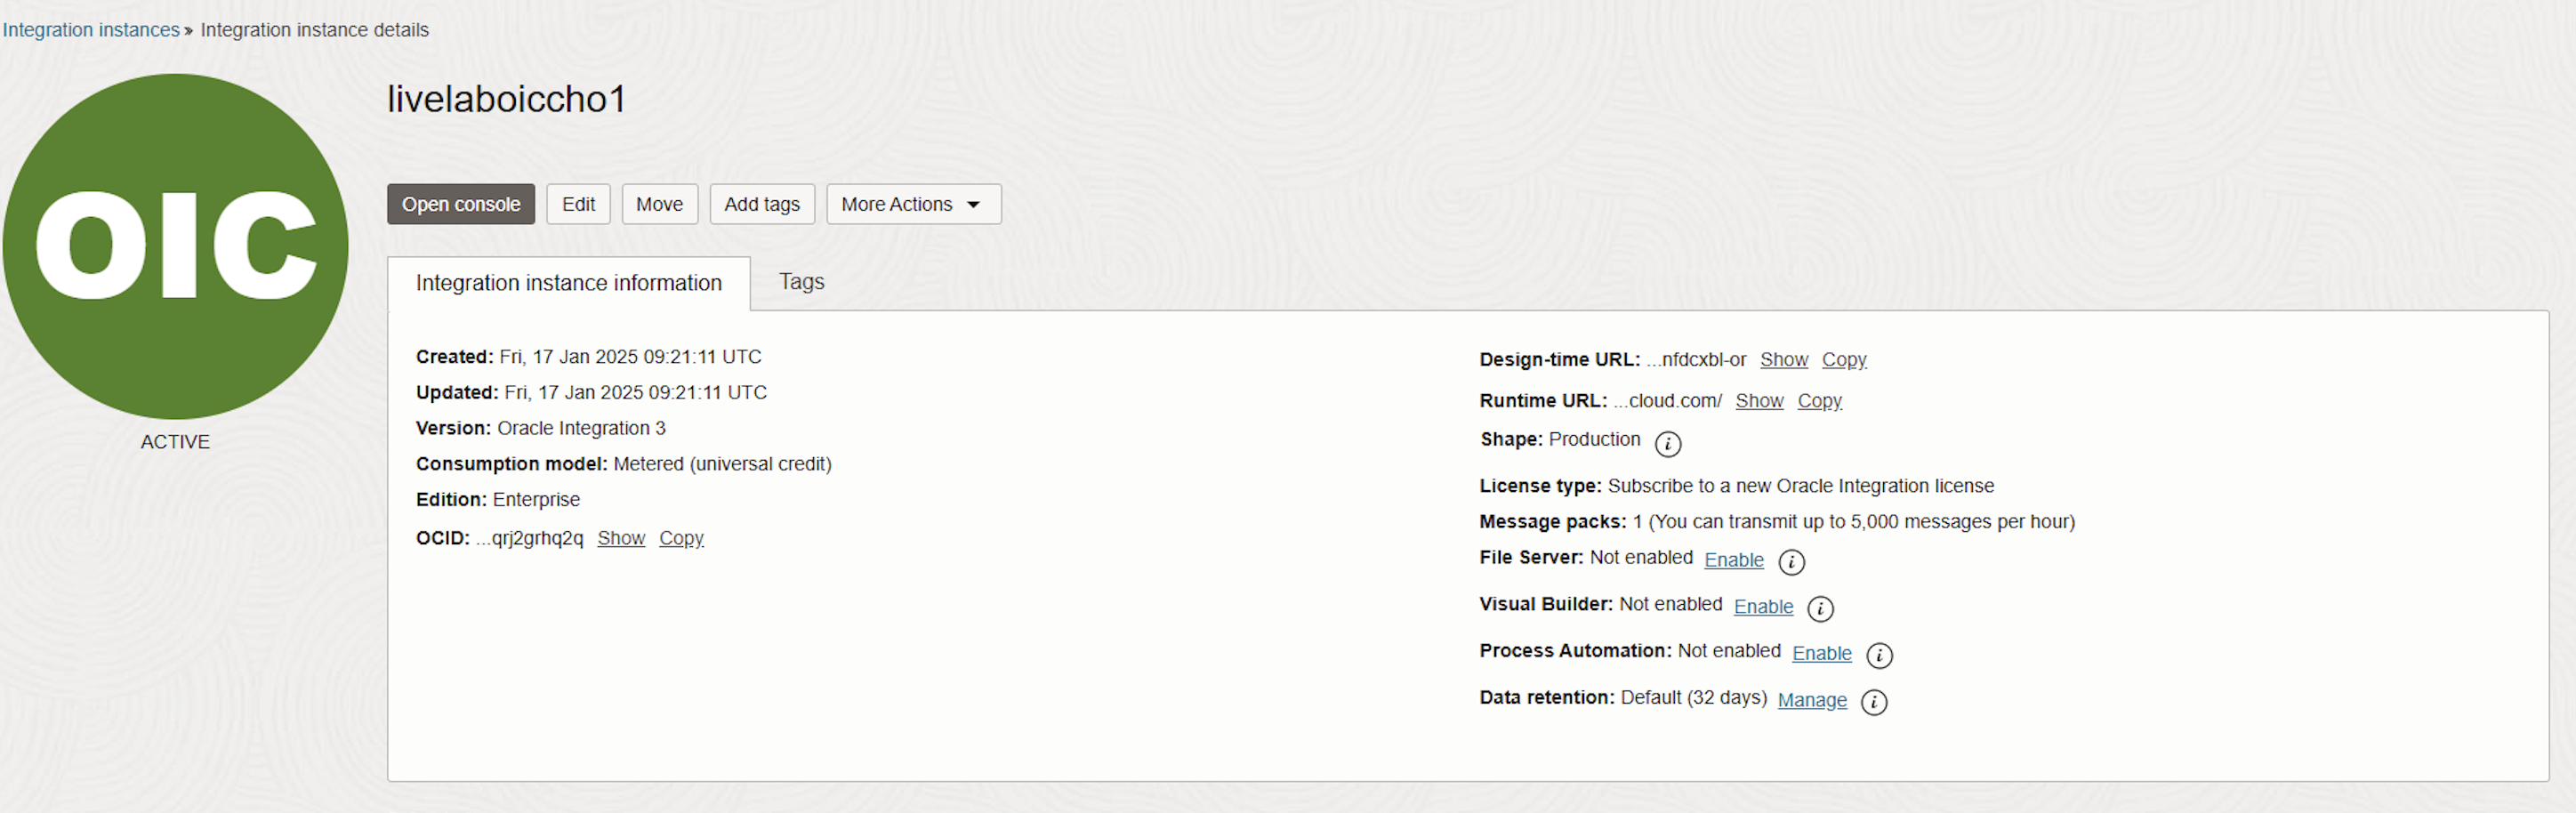 Integration instances » Integration instance details
livelaboiccho1
OIC
ACTIVE
Open console Edit Move Add tags More Actions
Integration instance information Tags
Created: Fri, 17 Jan 2025 09:21:11 UTC
Updated: Fri, 17 Jan 2025 09:21:11 UTC
Version: Oracle Integration 3
Consumption model: Metered (universal credit)
Edition: Enterprise
OCID: ...qrj2grhq2q Show Copy
Design-time URL: ...nfdcxbl-or Show Copy
Runtime URL: ...cloud.com/ Show Copy
Shape: Production i
License type: Subscribe to a new Oracle Integration license
Message packs: 1 (You can transmit up to 5,000 messages per hour)
File Server: Not enabled Enable i
Visual Builder: Not enabled Enable i
Process Automation: Not enabled Enable i
Data retention: Default (32 days) Manage i